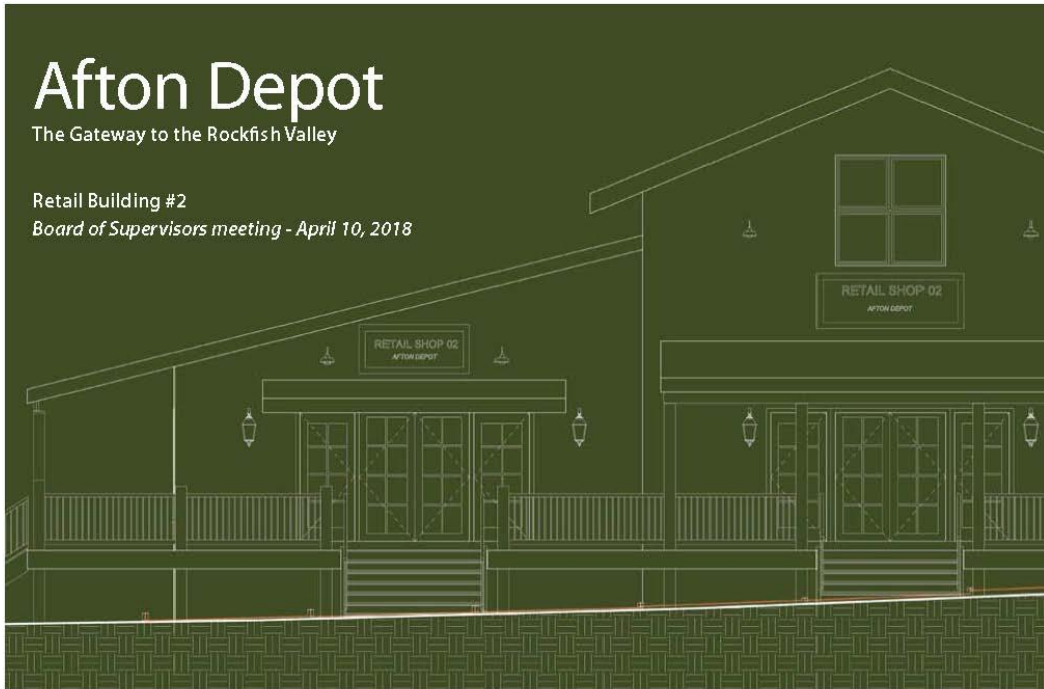 Afton Depot
The Gateway to the Rockfish Valley
Retail Building #2
Board of Supervisors meeting - April 10, 2018
RETAIL SHOP 02
AFTON DEPOT
RETAIL SHOP 02
AFTON DEPOT